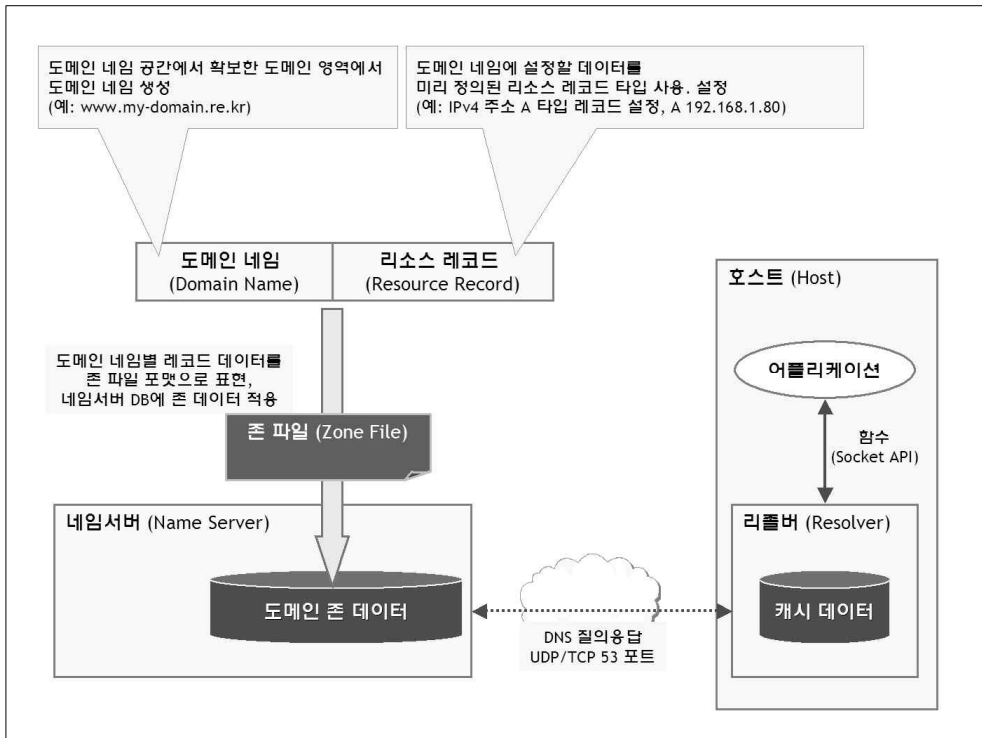 도메인 네임 공간에서 확보한 도메인 영역에서
도메인 네임 생성
(예: www.my-domain.re.kr)
도메인 네임에 설정할 데이터를
미리 정의된 리소스 레코드 타입 사용. 설정
(예: IPv4 주소 A 타입 레코드 설정, A 192.168.1.80)
도메인 네임
(Domain Name)
리소스 레코드
(Resource Record)
도메인 네임별 레코드 데이터를
존 파일 포맷으로 표현,
네임서버 DB에 존 데이터 적용
존 파일 (Zone File)
네임서버 (Name Server)
도메인 존 데이터
DNS 질의응답
UDP/TCP 53 포트
호스트 (Host)
어플리케이션
함수
(Socket API)
리졸버 (Resolver)
캐시 데이터